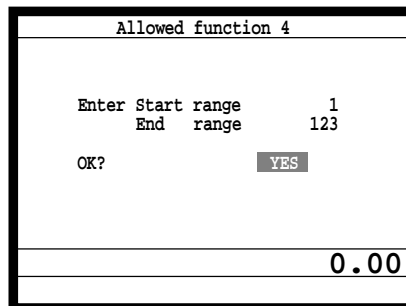 Allowed function 4
Enter Start range 1
End range 123
OK? YES
0.00